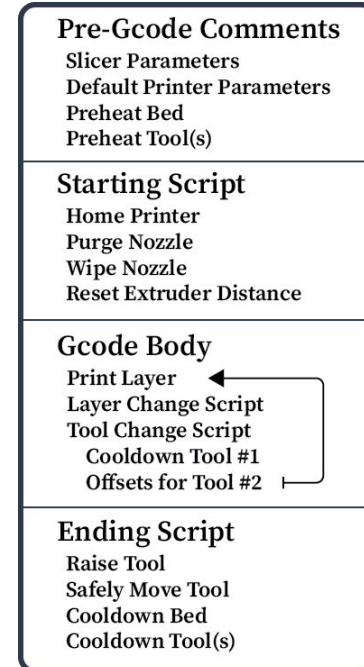 Pre-Gcode Comments
Slicer Parameters
Default Printer Parameters
Preheat Bed
Preheat Tool(s)
Starting Script
Home Printer
Purge Nozzle
Wipe Nozzle
Reset Extruder Distance
Gcode Body
Print Layer
Layer Change Script
Tool Change Script
Cooldown Tool #1
Offsets for Tool #2
Ending Script
Raise Tool
Safely Move Tool
Cooldown Bed
Cooldown Tool(s)